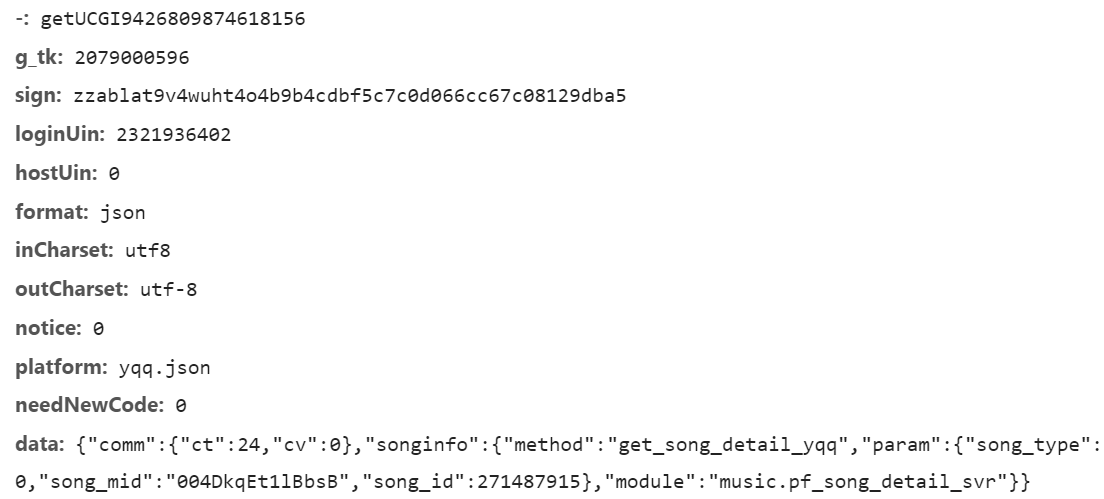 -: getUCGI9426809874618156
g_tk: 2079000596
sign: zzablat9v4wuht4o4b9b4cdbf5c7c0d066cc67c08129dba5
loginUin: 2321936402
hostUin: 0
format: json
inCharset: utf8
outCharset: utf-8
notice: 0
platform: yqq.json
needNewCode: 0
data: {"comm":{"ct":24,"cv":0},"songinfo":{"method":"get_song_detail_yqq","param":{"song_type":
0,"song_mid":"004DkqEt1lBbsB","song_id":271487915},"module":"music.pf_song_detail_svr"}}